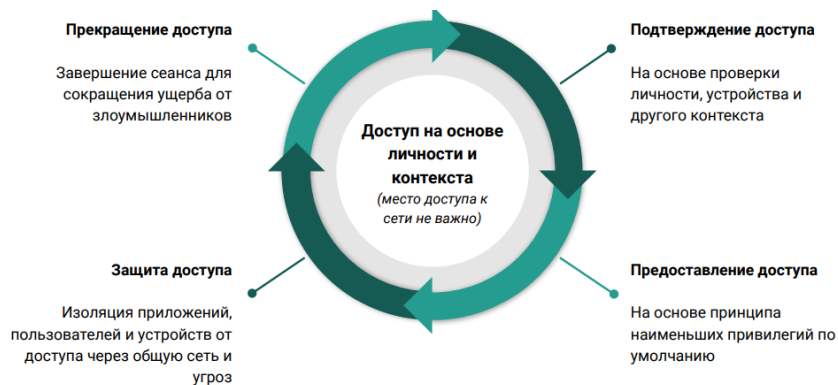 Прекращение доступа
Завершение сеанса для
сокращения ущерба от
злоумышленников
Подтверждение доступа
На основе проверки
личности, устройства и
другого контекста
Доступ на основе
личности и
контекста
(место доступа к
сети не важно)
Защита доступа
Изоляция приложений,
пользователей и устройств от
доступа через общую сеть и
угроз
Предоставление доступа
На основе принципа
наименьших привилегий по
умолчанию